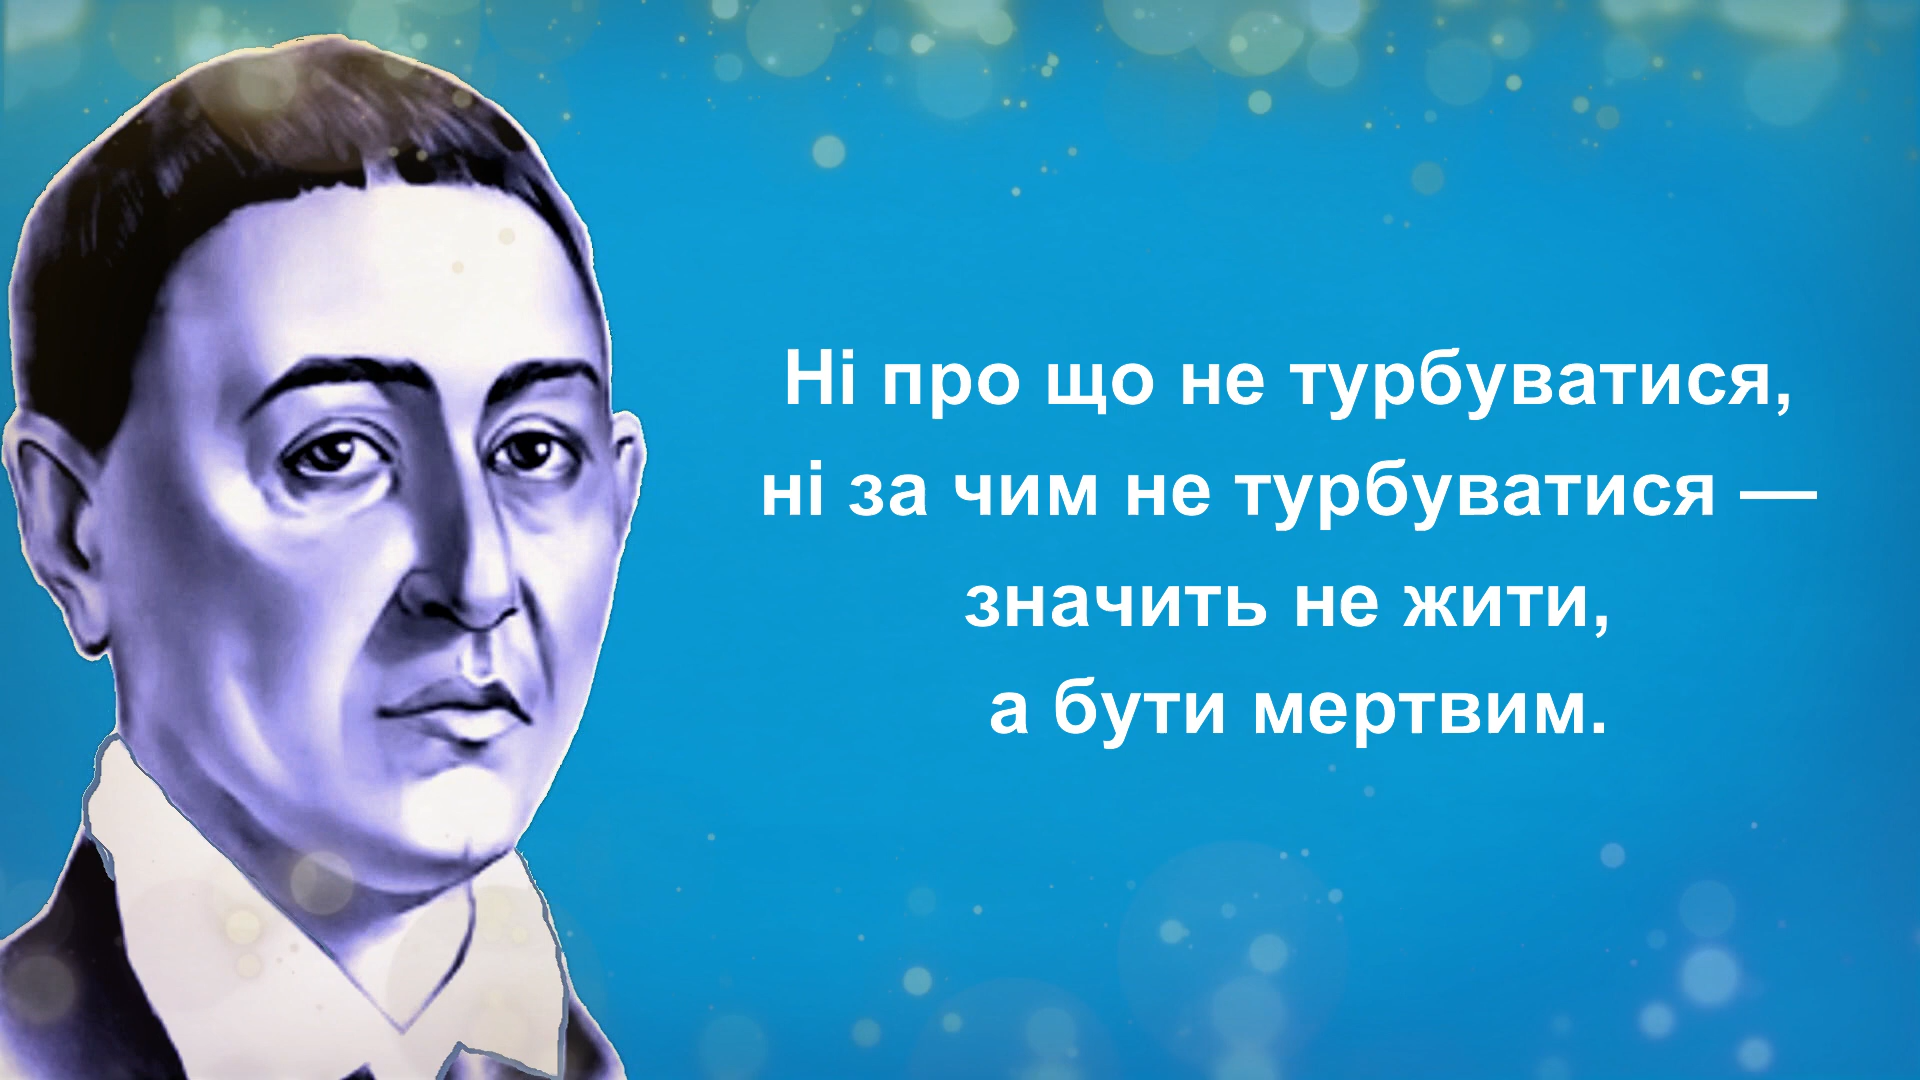 Ні про що не турбуватися,
ні за чим не турбуватися —
значить не жити,
а бути мертвим.